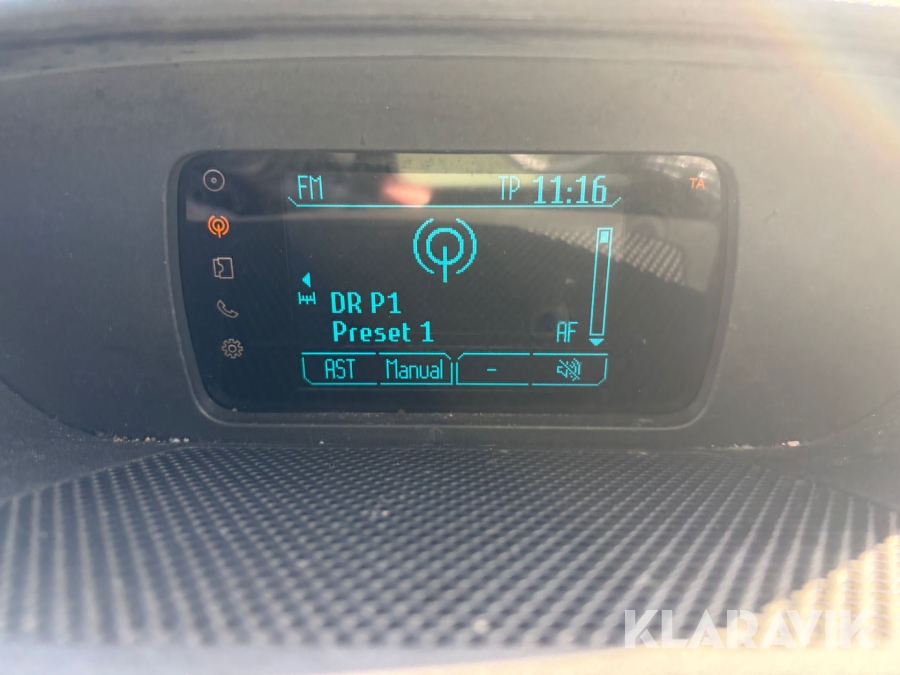 FM TP 11:16 TA
DR P1
Preset 1 AF
AST Manual -
KLARAVIK